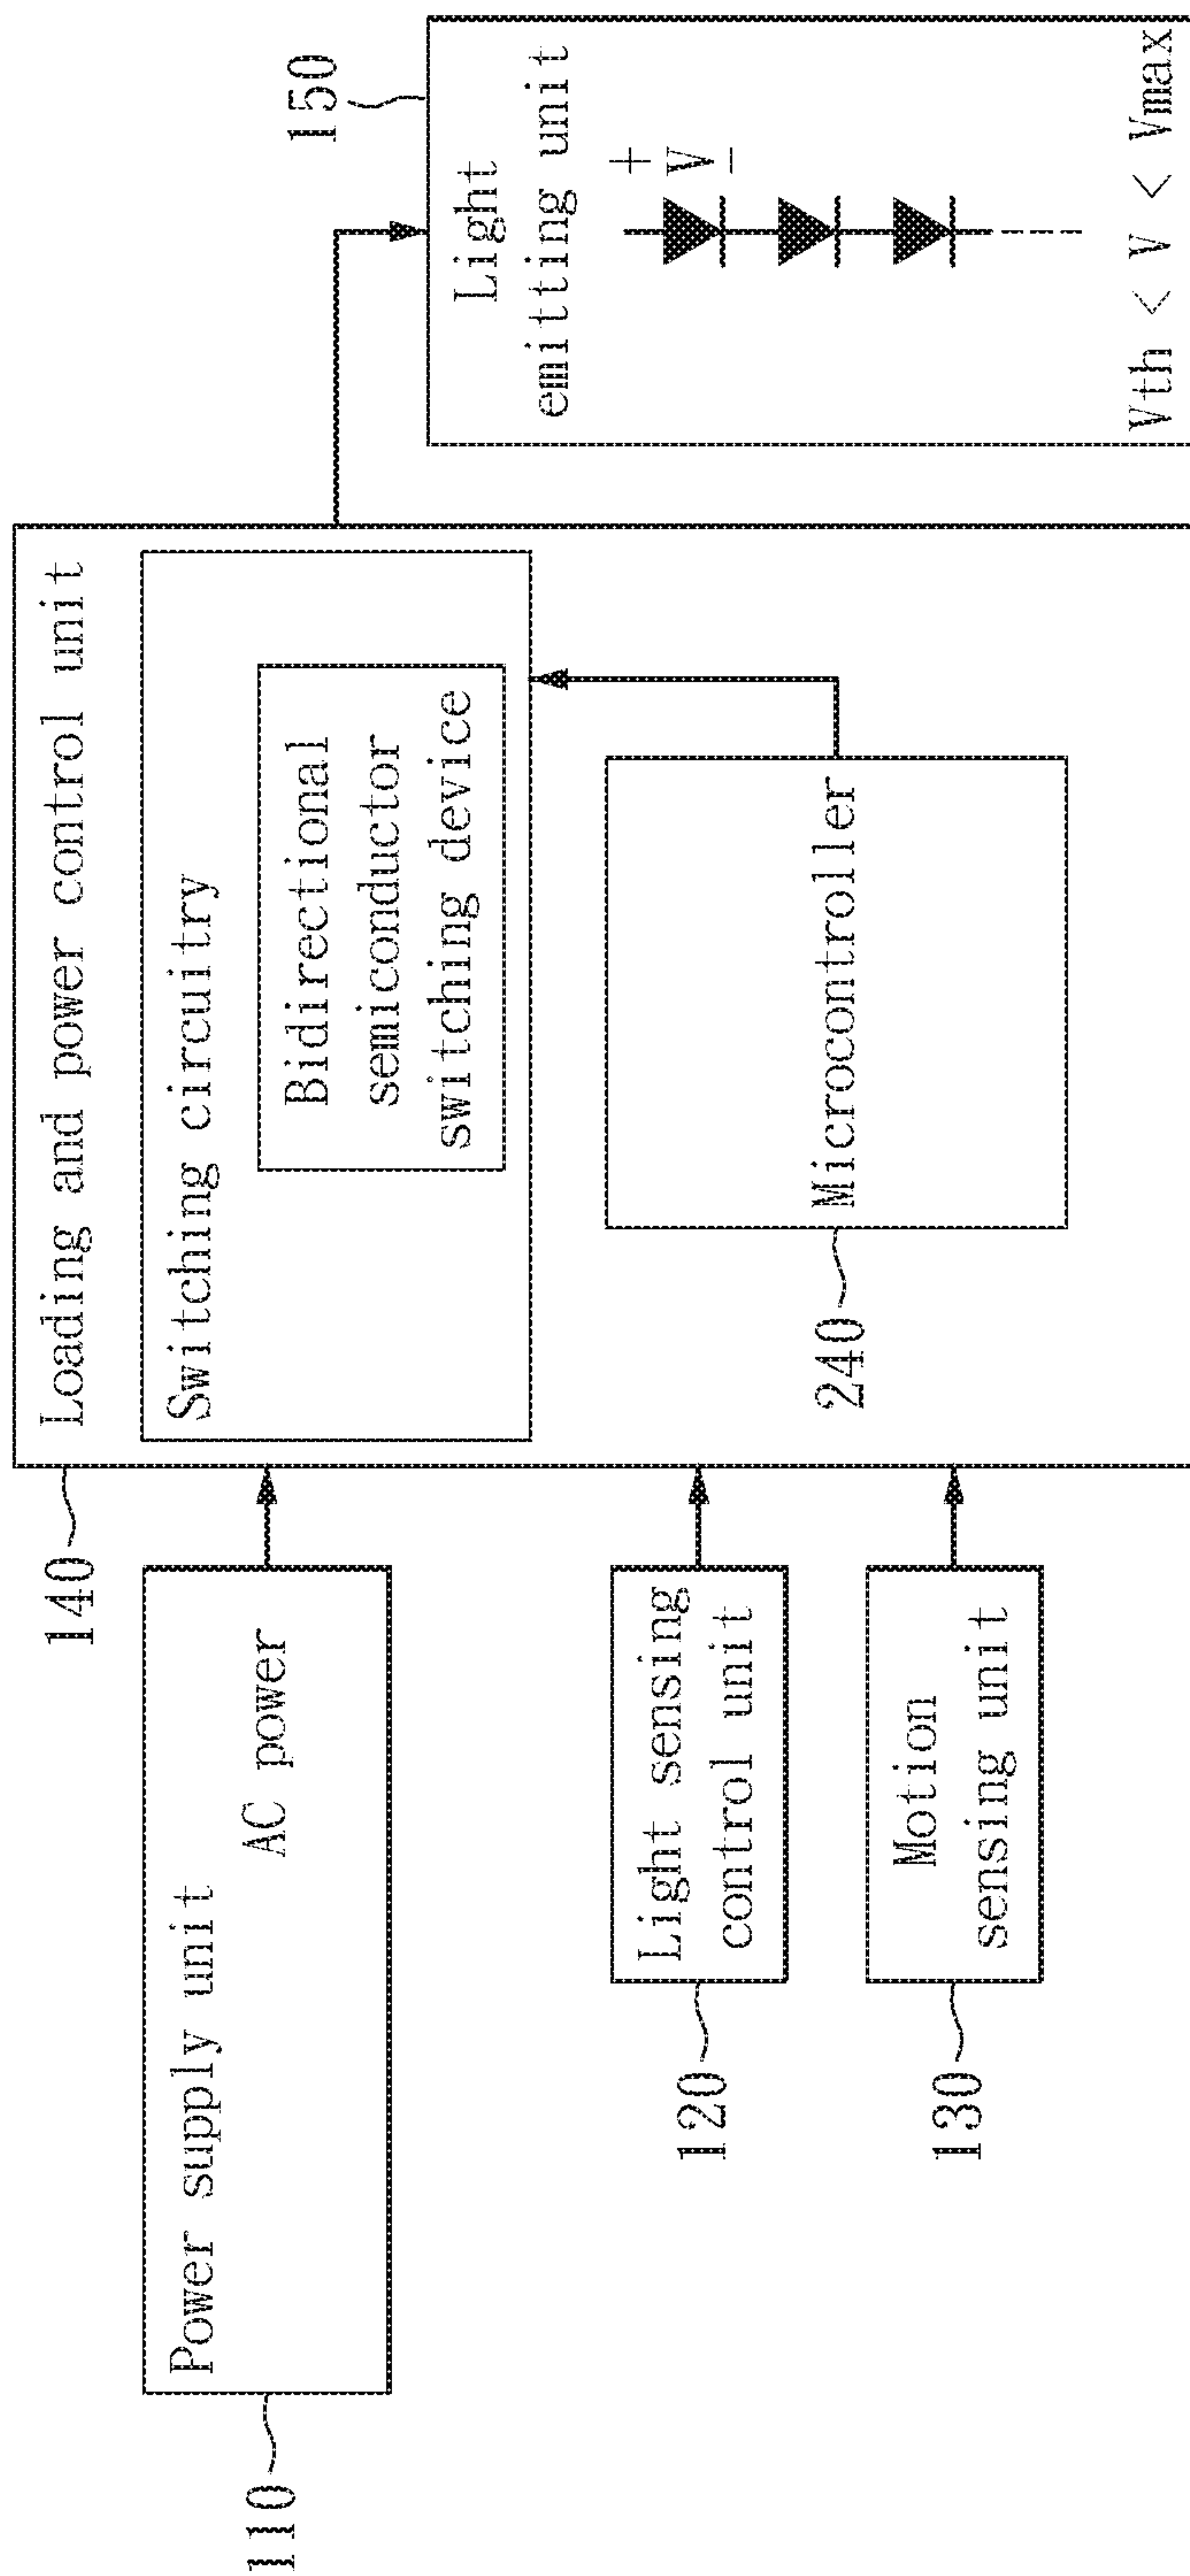 110
Power supply unit
AC power
120
Light sensing
control unit
130
Motion
sensing unit
140
Loading and power control unit
Switching circuitry
Bidirectional
semiconductor
switching device
240
Microcontroller
150
Light
emitting unit
+
V
-
Vth < V < Vmax